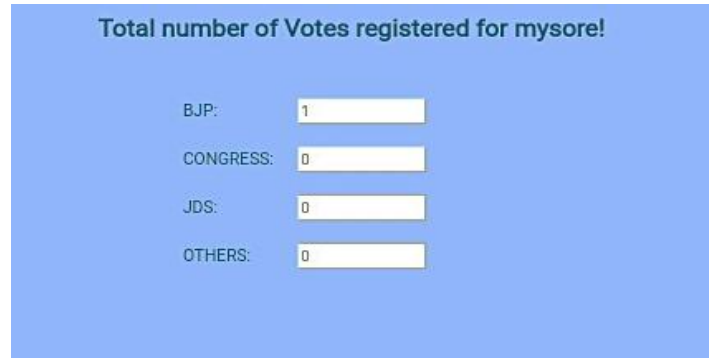 Total number of Votes registered for mysore!
BJP: 1
CONGRESS: 0
JDS: 0
OTHERS: 0